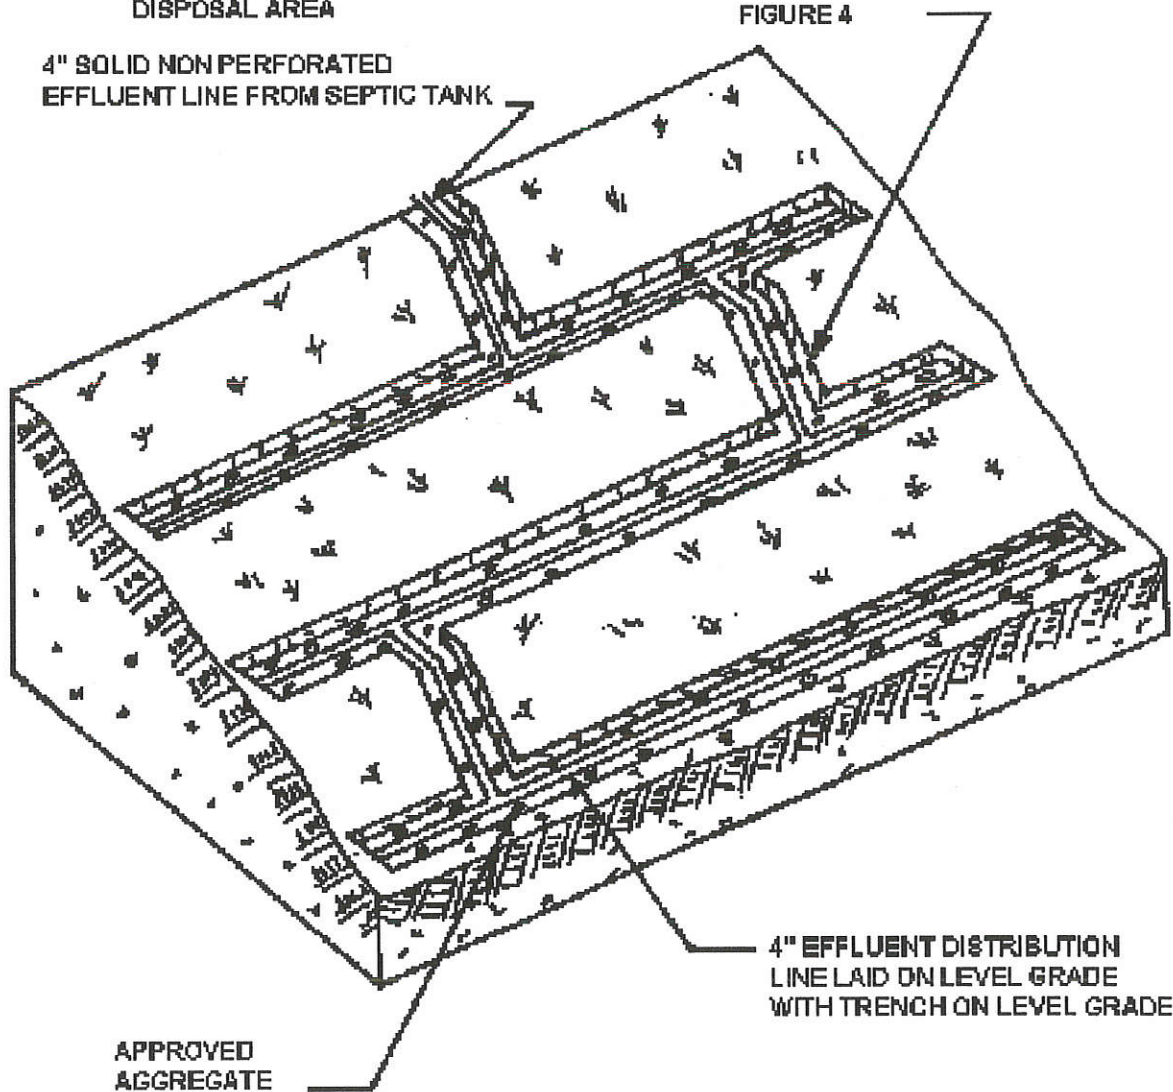 DISPOSAL AREA
FIGURE 4
4" SOLID NON PERFORATED
EFFLUENT LINE FROM SEPTIC TANK
4" EFFLUENT DISTRIBUTION
LINE LAID ON LEVEL GRADE
WITH TRENCH ON LEVEL GRADE
APPROVED
AGGREGATE